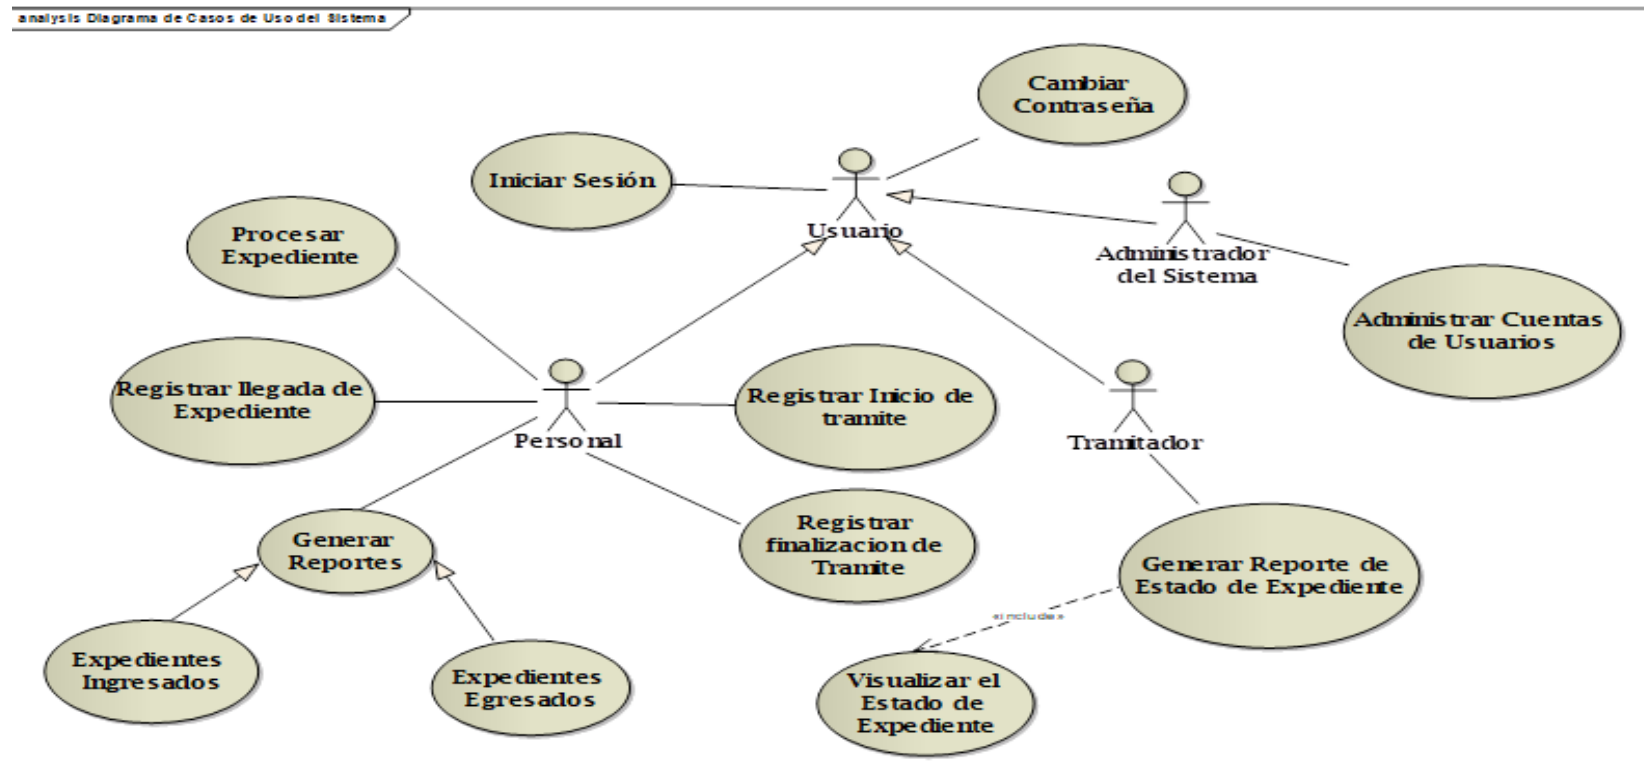 analysis Diagrama de Casos de Uso del Sistema
Cambiar
Contraseña
Iniciar Sesión
Usuario
Administrador
del Sistema
Procesar
Expediente
Administrar Cuentas
de Usuarios
Registrar llegada de
Expediente
Personal
Registrar Inicio de
tramite
Tramitador
Generar
Reportes
Registrar
finalizacion de
Tramite
Generar Reporte de
Estado de Expediente
«include»
Expedientes
Ingresados
Expedientes
Egresados
Visualizar el
Estado de
Expediente